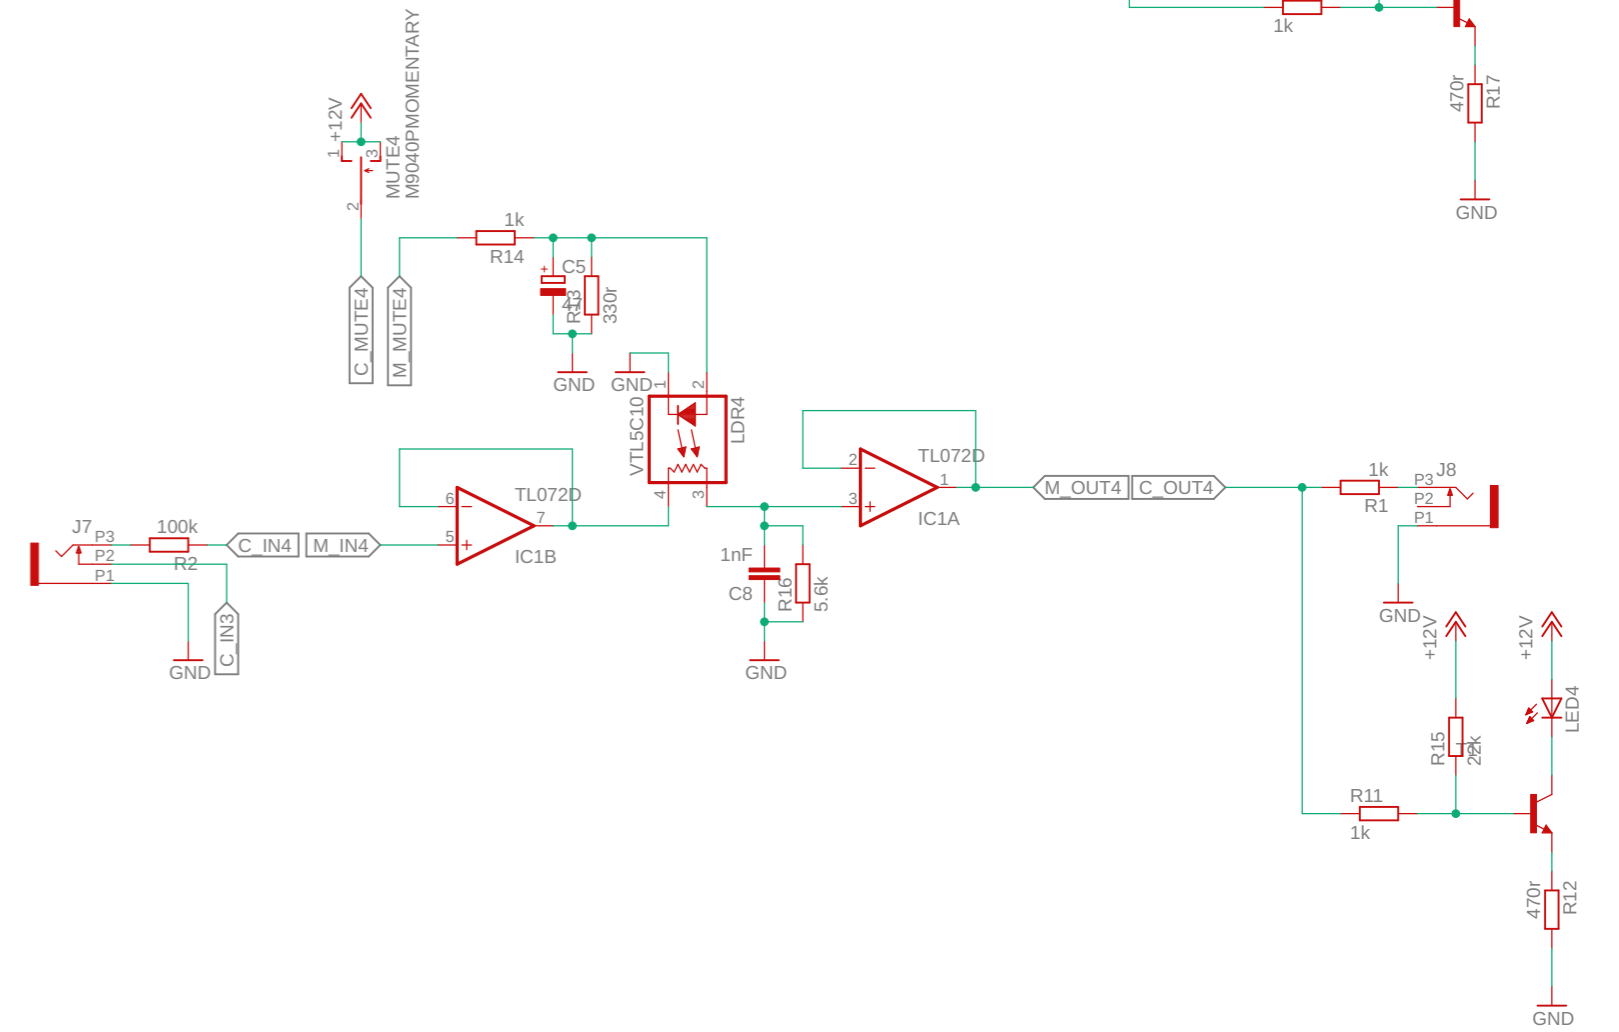 1k
470r
R17
GND
+12V
1
3
2
MUTE4
M9040PMOMENTARY
C_MUTE4
M_MUTE4
1k
R14
+
C5
330r
GND
GND
1
2
VTL5C10
LDR4
4
3
TL072D
6
5
7
IC1B
TL072D
2
3
1
IC1A
M_OUT4
C_OUT4
1k
R1
J8
P3
P2
P1
GND
J7
P3
P2
P1
100k
R2
C_IN4
M_IN4
C_IN3
GND
1nF
C8
R16
5.6k
GND
+12V
+12V
LED4
R15
22k
R11
1k
470r
R12
GND